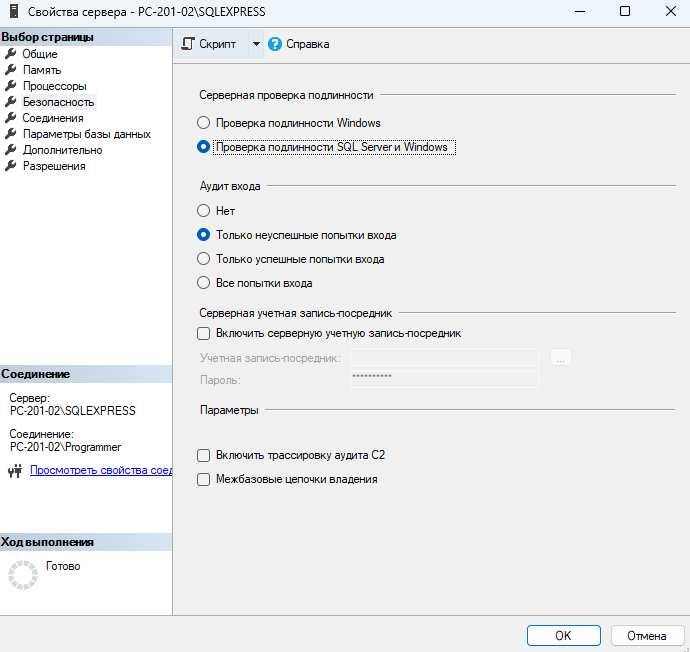 Свойства сервера - PC-201-02\SQLEXPRESS
Выбор страницы
Общие
Память
Процессоры
Безопасность
Соединения
Параметры базы данных
Дополнительно
Разрешения
Скрипт
Справка
Серверная проверка подлинности
Проверка подлинности Windows
Проверка подлинности SQL Server и Windows
Аудит входа
Нет
Только неуспешные попытки входа
Только успешные попытки входа
Все попытки входа
Серверная учетная запись-посредник
Включить серверную учетную запись-посредник
Учетная запись-посредник:
...
Пароль:
**********
Параметры
Включить трассировку аудита C2
Межбазовые цепочки владения
Соединение
Сервер:
PC-201-02\SQLEXPRESS
Соединение:
PC-201-02\Programmer
Просмотреть свойства соед
Ход выполнения
Готово
OK
Отмена